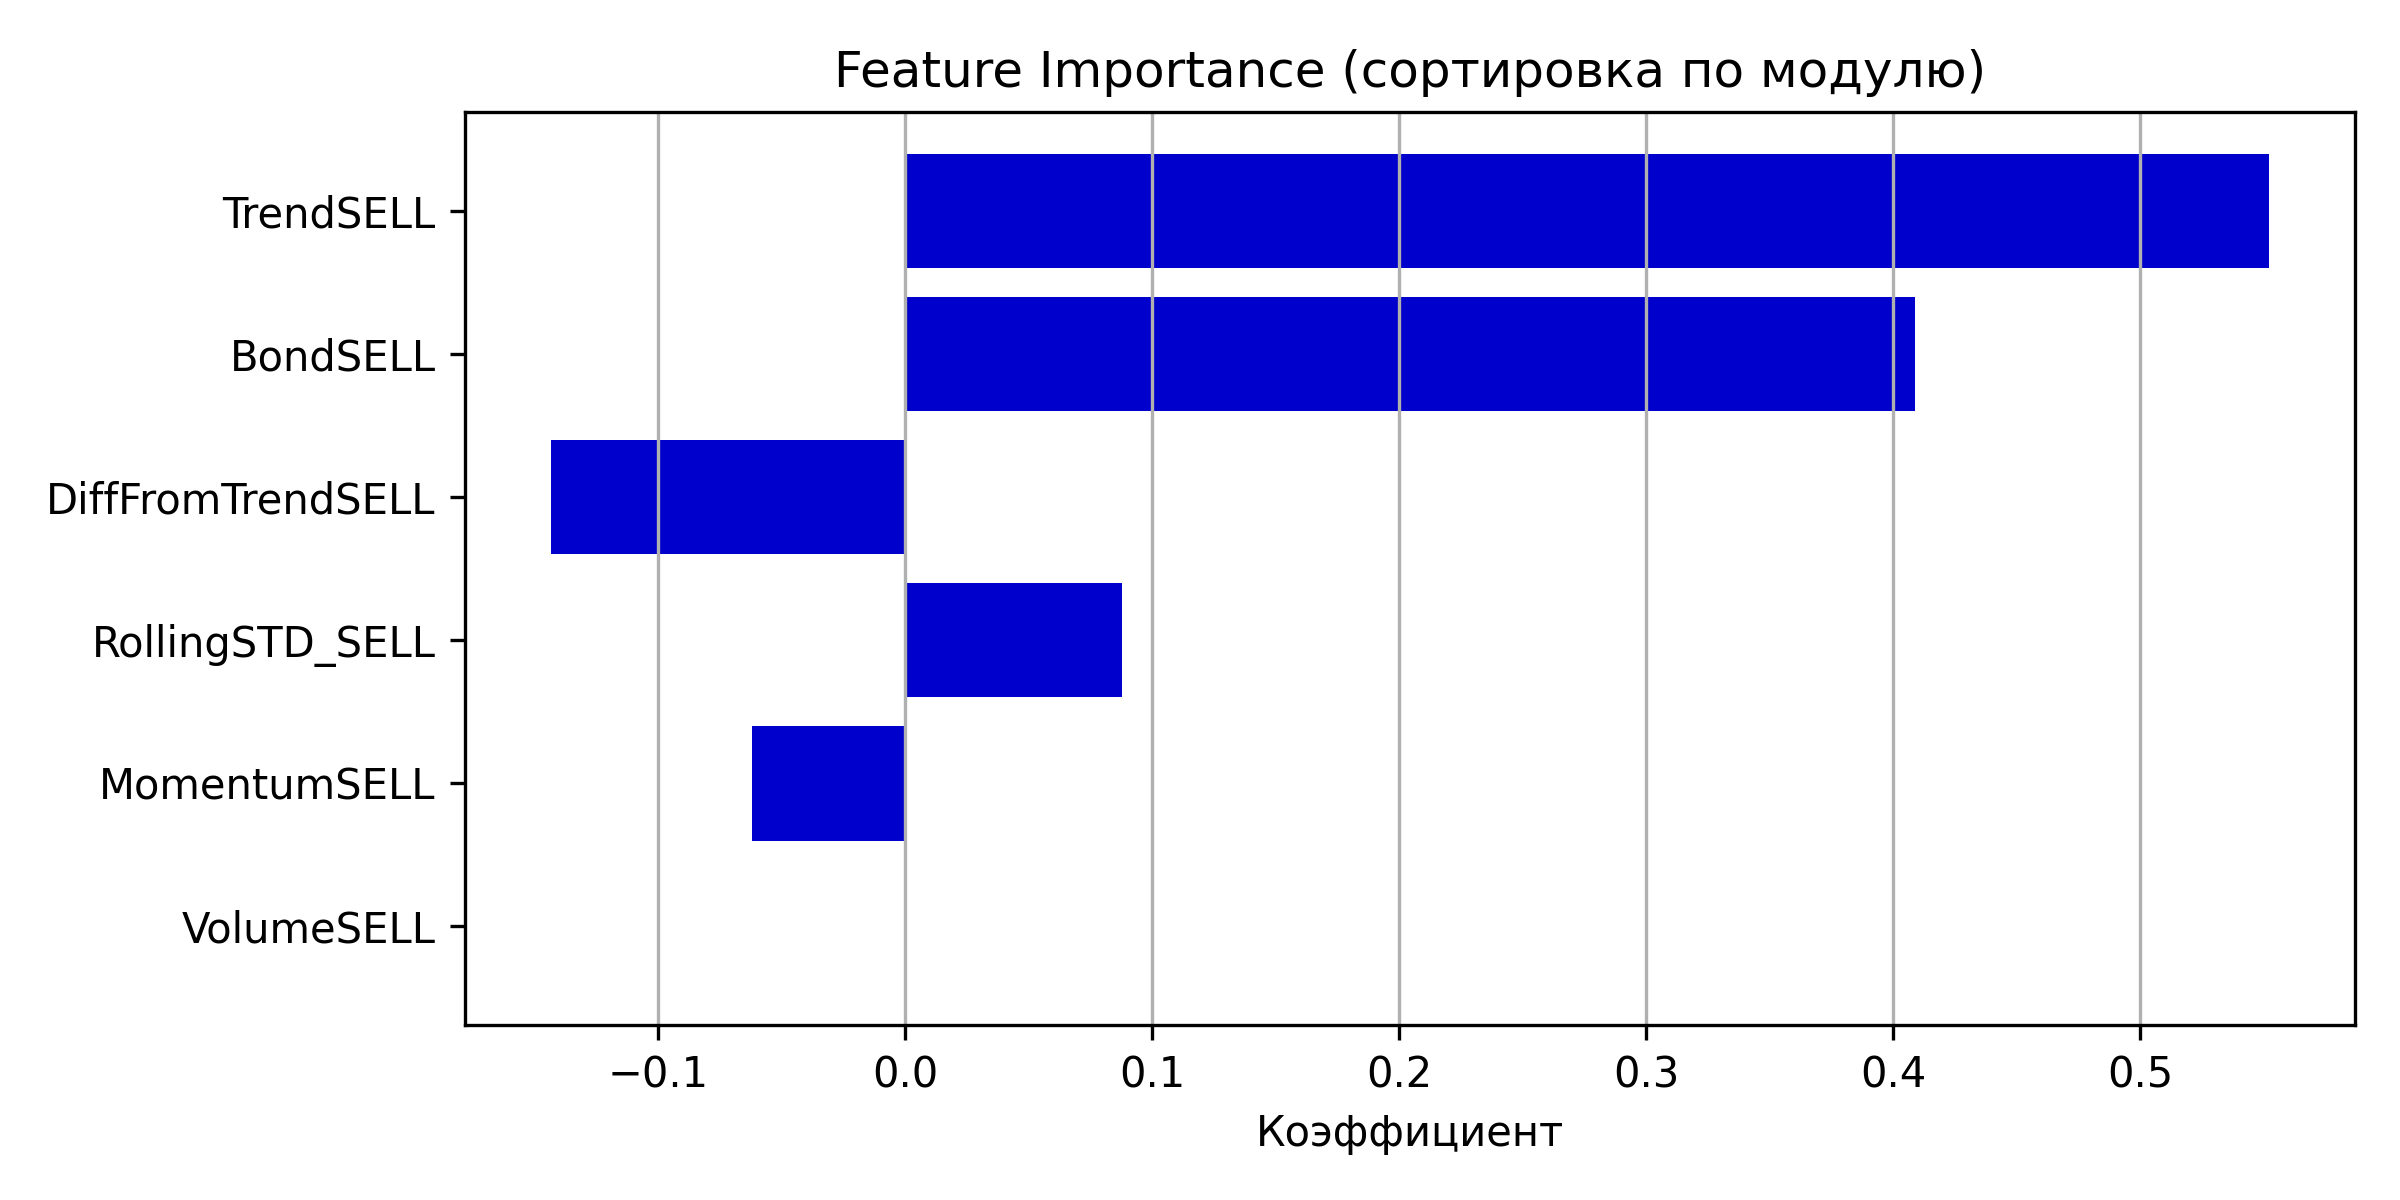 Feature Importance (сортировка по модулю)
TrendSELL
BondSELL
DiffFromTrendSELL
RollingSTD_SELL
MomentumSELL
VolumeSELL
−0.1 0.0 0.1 0.2 0.3 0.4 0.5
Коэффициент